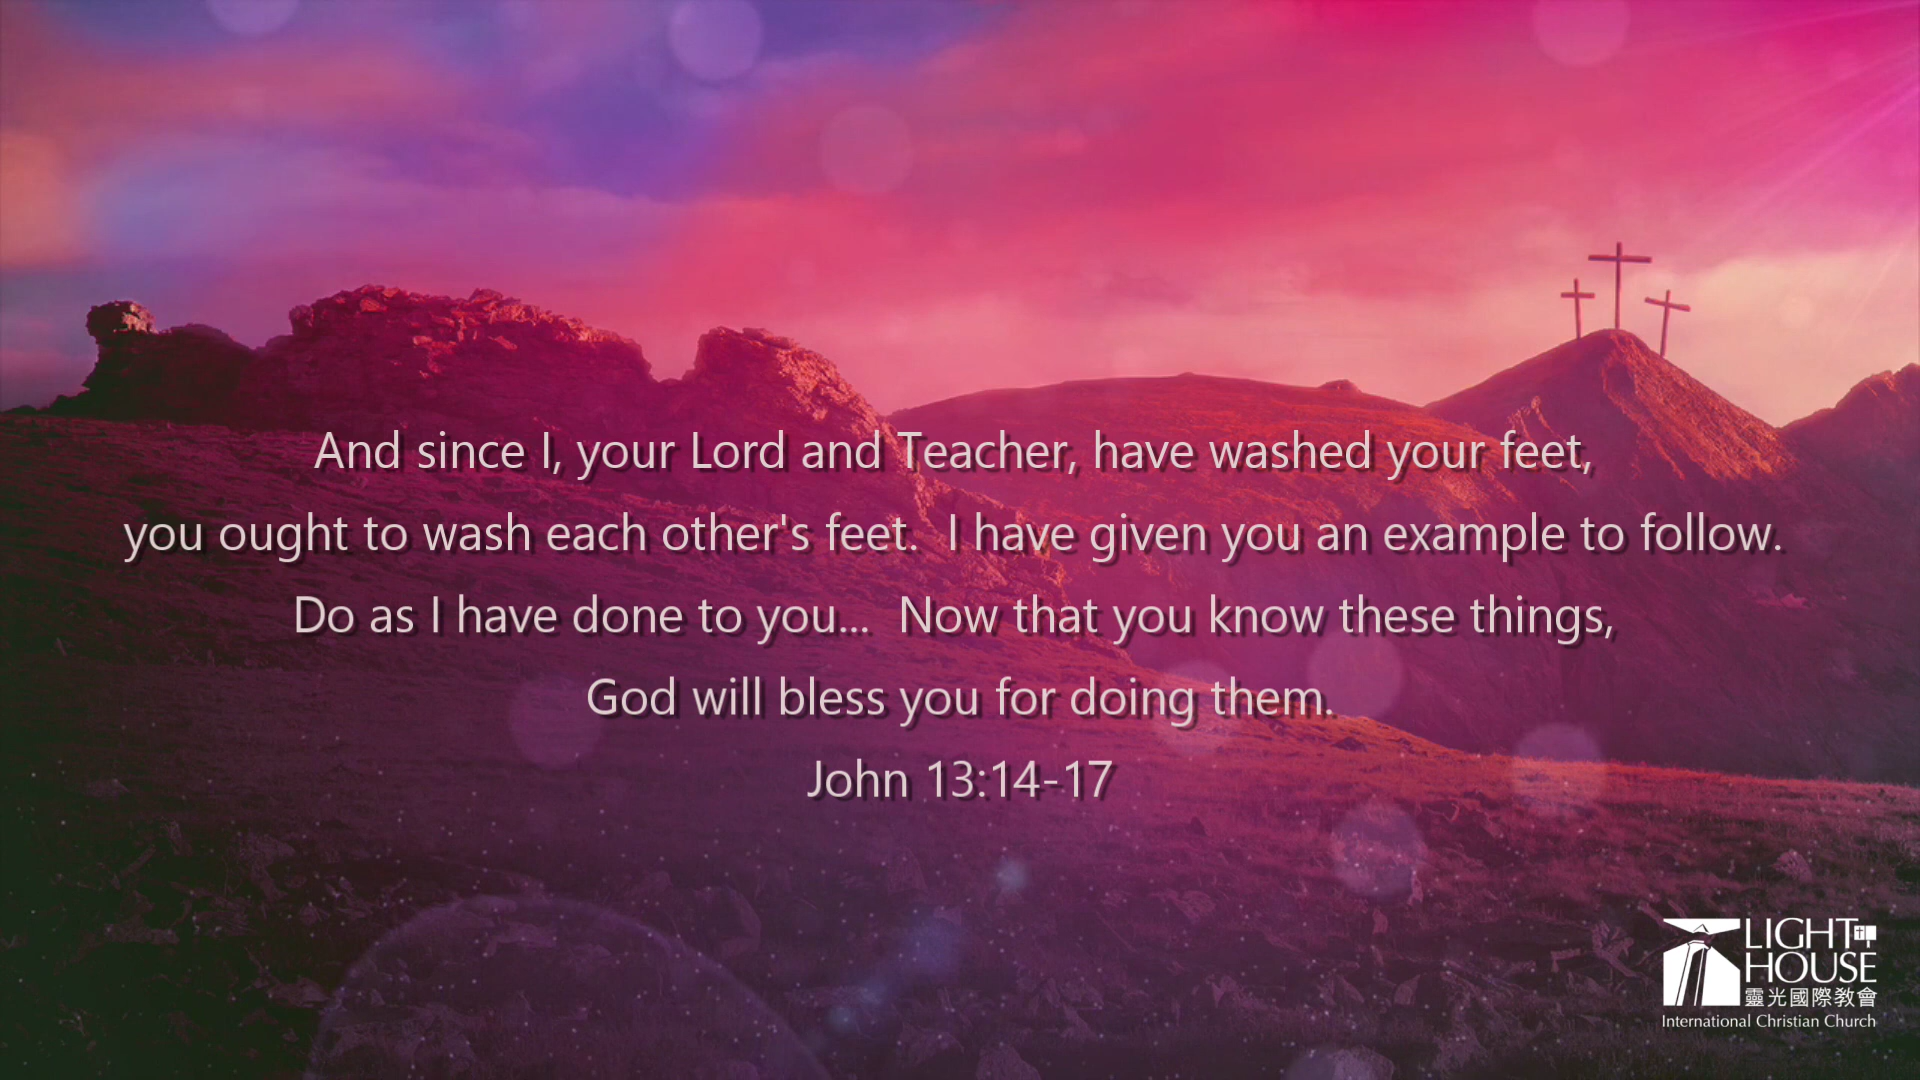 And since I, your Lord and Teacher, have washed your feet,
you ought to wash each other's feet.  I have given you an example to follow.
Do as I have done to you...  Now that you know these things,
God will bless you for doing them.
John 13:14-17
LIGHT
HOUSE
靈光國際教會
International Christian Church